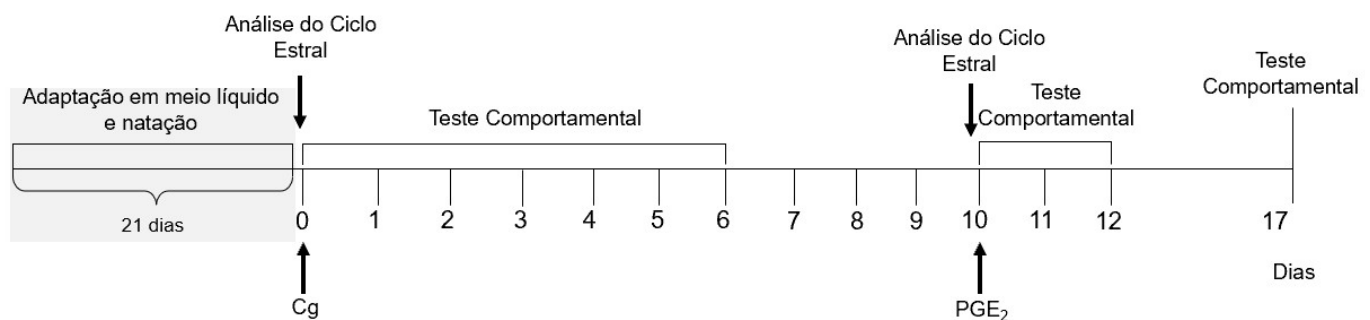 Análise do Ciclo
Estral
Análise do Ciclo
Estral
Teste
Comportamental
Adaptação em meio líquido
e natação
Teste Comportamental
Teste
Comportamental
21 dias
0 1 2 3 4 5 6 7 8 9 10 11 12 17
Dias
Cg
PGE₂